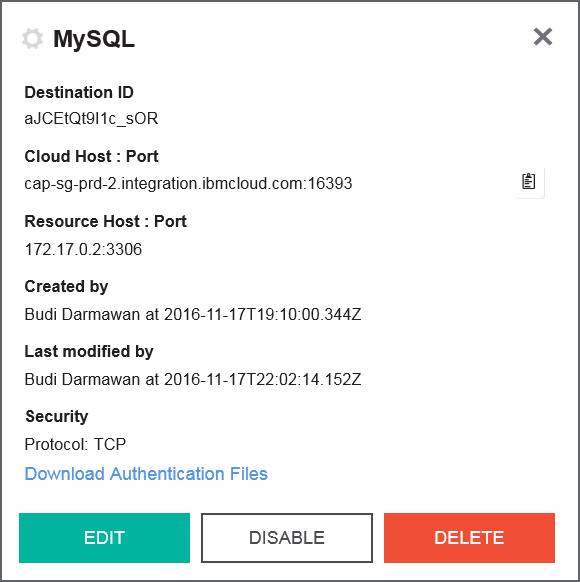 MySQL
Destination ID
aJCEtQt9I1c_sOR
Cloud Host : Port
cap-sg-prd-2.integration.ibmcloud.com:16393
Resource Host : Port
172.17.0.2:3306
Created by
Budi Darmawan at 2016-11-17T19:10:00.344Z
Last modified by
Budi Darmawan at 2016-11-17T22:02:14.152Z
Security
Protocol: TCP
Download Authentication Files
EDIT DISABLE DELETE